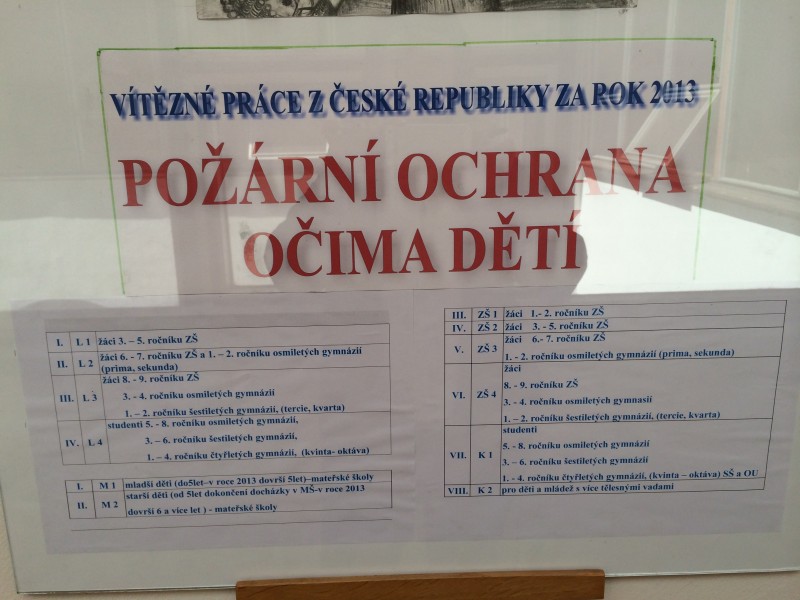 VÍTĚZNÉ PRÁCE Z ČESKÉ REPUBLIKY ZA ROK 2013
POŽÁRNÍ OCHRANA
OČIMA DĚTÍ
I. L 1 žáci 3. – 5. ročníku ZŠ
II. L 2 žáci 6. - 7. ročníku ZŠ a 1. – 2. ročníku osmiletých gymnázií
(prima, sekunda)
III. L 3 žáci 8. - 9. ročníku ZŠ
3. - 4. ročníku osmiletých gymnázií
1. – 2. ročníku šestiletých gymnázií, (tercie, kvarta)
IV. L 4 studenti 5. - 8. ročníku osmiletých gymnázií,
3. – 6. ročníku šestiletých gymnázií,
1. – 4. ročníku čtyřletých gymnázií, (kvinta- oktáva)
I. M 1 mladší děti (do5let–v roce 2013 dovrší 5let)–mateřské školy
II. M 2 starší děti (od 5let dokončení docházky v MŠ-v roce 2013
dovrší 6 a více let ) - mateřské školy
III. ZŠ 1 žáci 1.- 2. ročníku ZŠ
IV. ZŠ 2 žáci 3. - 5. ročníku ZŠ
V. ZŠ 3 žáci 6.- 7. ročníku ZŠ
1. - 2. ročníku osmiletých gymnázií (prima, sekunda)
VI. ZŠ 4 žáci
8. - 9. ročníku ZŠ
3. - 4. ročníku osmiletých gymnasií
1. – 2. ročníku šestiletých gymnázií, (tercie, kvarta)
VII. K 1 studenti
5. - 8. ročníku osmiletých gymnázií
3. – 6. ročníku šestiletých gymnázií
1. - 4. ročníku čtyřletých gymnázií, (kvinta – oktáva) SŠ a OU
VIII. K 2 pro děti a mládež s více tělesnými vadami